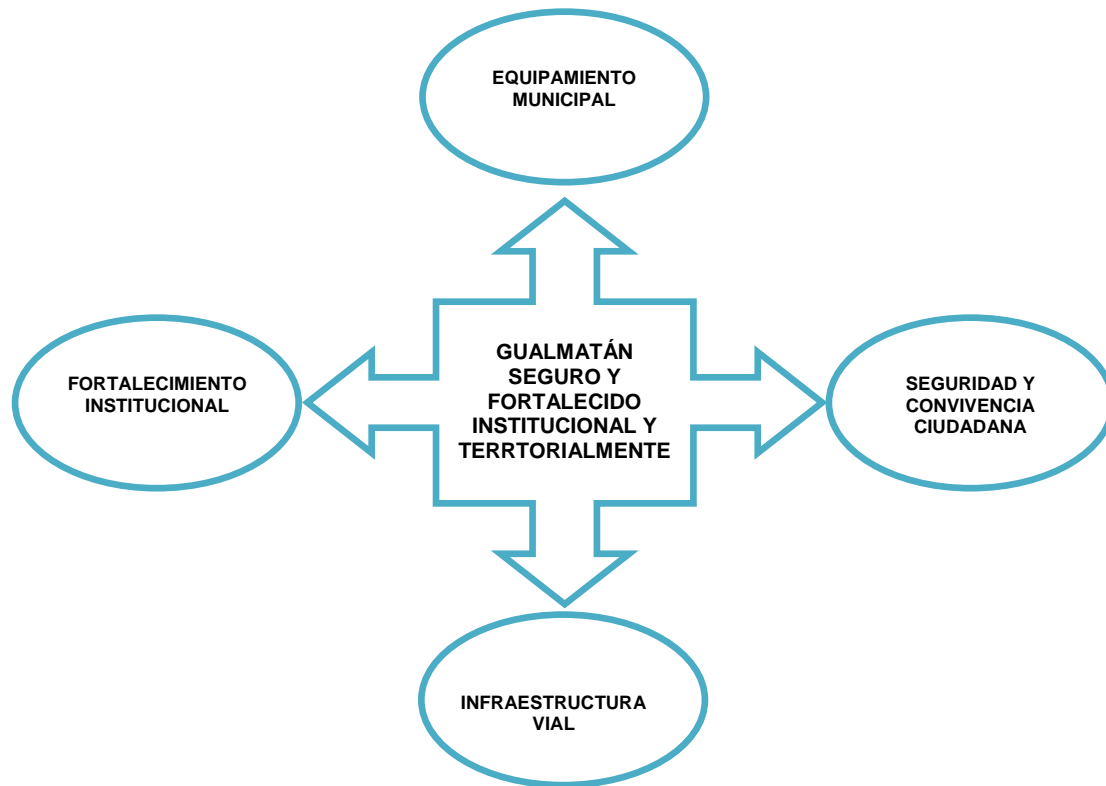 EQUIPAMIENTO
MUNICIPAL
GUALMATÁN
SEGURO Y
FORTALECIDO
INSTITUCIONAL Y
TERRTORIALMENTE
FORTALECIMIENTO
INSTITUCIONAL
SEGURIDAD Y
CONVIVENCIA
CIUDADANA
INFRAESTRUCTURA
VIAL